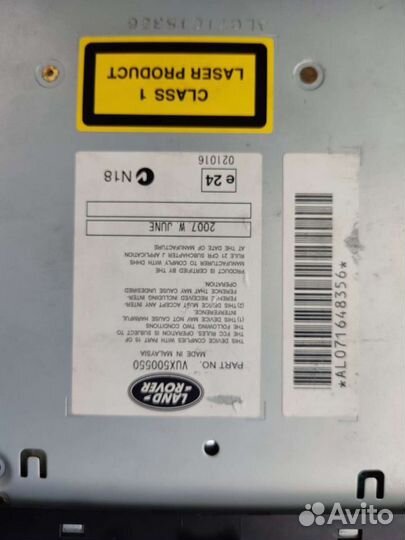 LAND-
-ROVER
PART NO. VUX500550
MADE IN MALAYSIA
THIS DEVICE COMPLIES WITH PART 15 OF
THE FCC RULES. OPERATION IS SUBJECT TO
THE FOLLOWING TWO CONDITIONS
(1) THIS DEVICE MAY NOT CAUSE HARMFUL
INTERFERENCE.
(2) THIS DEVICE MUST ACCEPT ANY INTER-
FERENCE RECEIVED, INCLUDING INTER-
FERENCE THAT MAY CAUSE UNDESIRED
OPERATION.
PRODUCT IS CERTIFIED BY THE
MANUFACTURER TO COMPLY WITH DHHS
RULE 21 CFR SUBCHAPTER J APPLICATION
AT THE DATE OF MANUFACTURE
2007 W JUNE
e24
021016
N18
*AL071648356*
CLASS 1
LASER PRODUCT
Avito